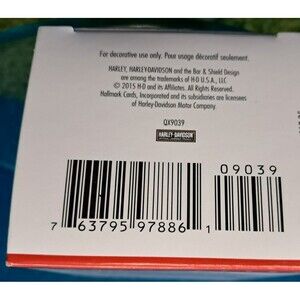 For decorative use only. Pour usage décoratif seulement.
HARLEY, HARLEY-DAVIDSON and the Bar & Shield Design
are among the trademarks of H-D U.S.A., LLC
© 2015 H-D and its Affiliates. All Rights Reserved.
Hallmark Cards, Incorporated and its subsidiaries are licensees
of Harley-Davidson Motor Company.
QX9039
HARLEY-DAVIDSON
09039
7 63795 97886 1